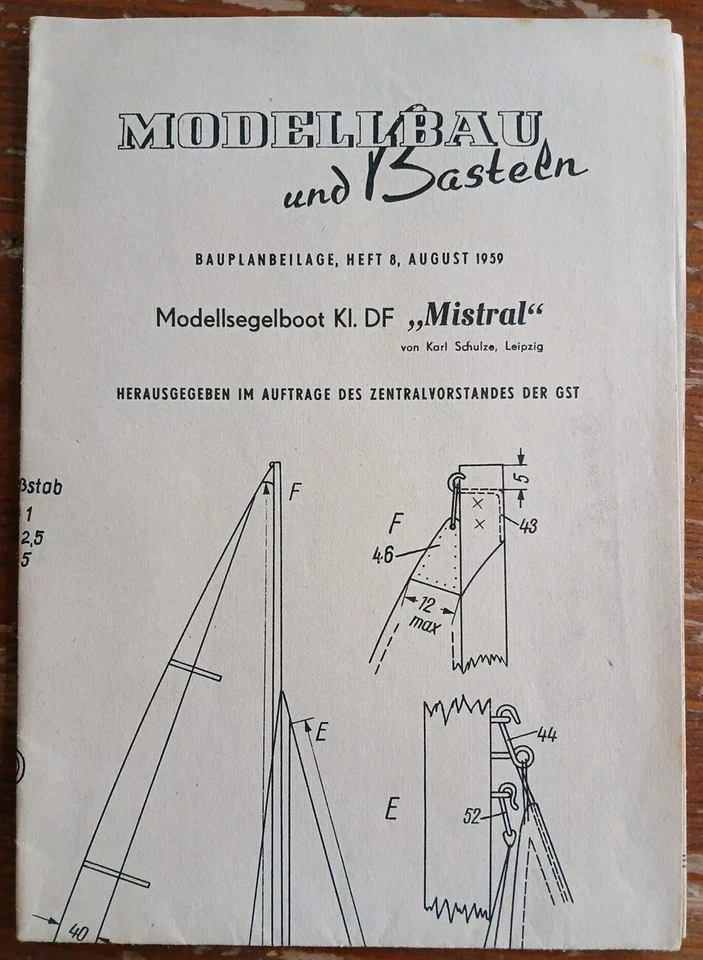 MODELLBAU
und Basteln
BAUPLANBEILAGE, HEFT 8, AUGUST 1959
Modellsegelboot Kl. DF „Mistral“
von Karl Schulze, Leipzig
HERAUSGEGEBEN IM AUFTRAGE DES ZENTRALVORSTANDES DER GST
ßstab
1
2,5
5
F
F
46
43
5
12
max
E
E
44
52
40